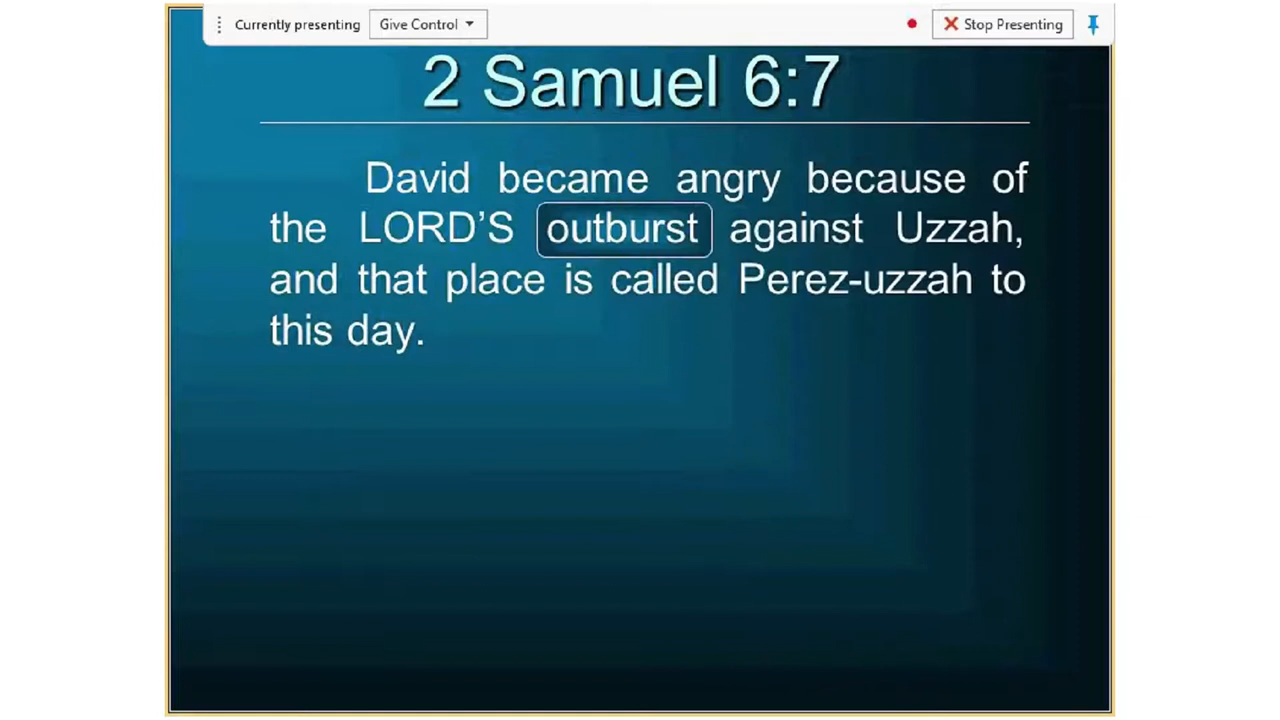 Currently presenting Give Control Stop Presenting
2 Samuel 6:7
David became angry because of
the LORD’S outburst against Uzzah,
and that place is called Perez-uzzah to
this day.